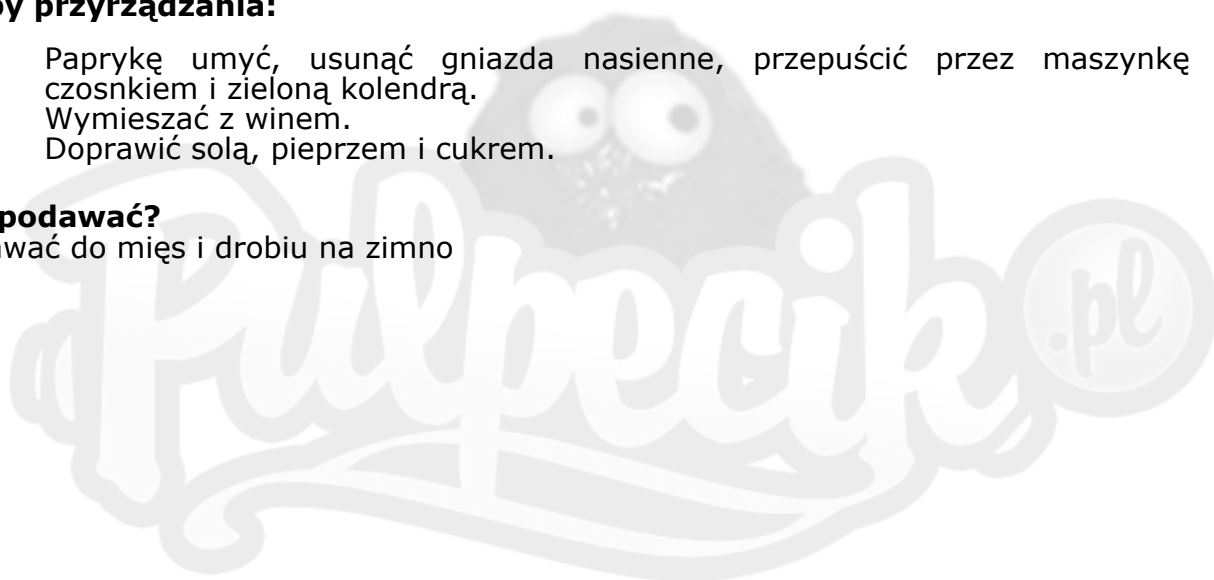 by przyrządzania:
Paprykę umyć, usunąć gniazda nasienne, przepuścić przez maszynkę
czosnkiem i zieloną kolendrą.
Wymieszać z winem.
Doprawić solą, pieprzem i cukrem.
podawać?
wać do mięs i drobiu na zimno
Pulpecik.pl